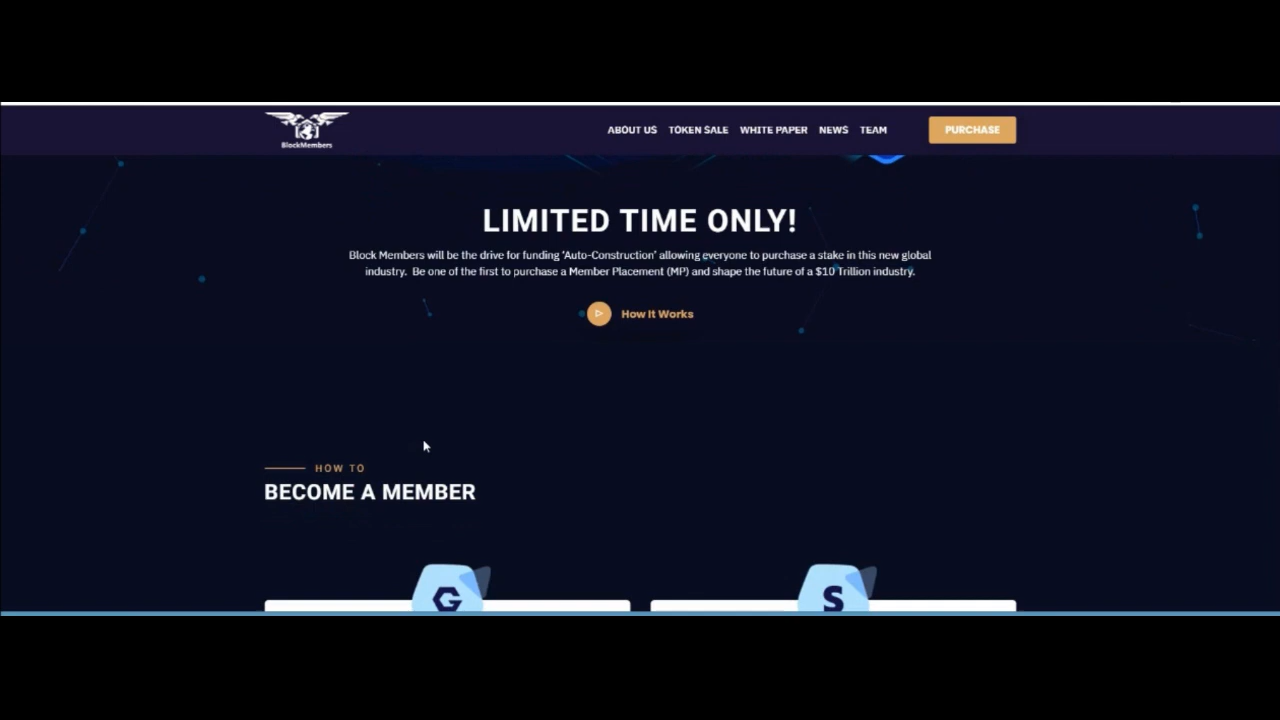 BlockMembers
ABOUT US TOKEN SALE WHITE PAPER NEWS TEAM PURCHASE
LIMITED TIME ONLY!
Block Members will be the drive for funding 'Auto-Construction' allowing everyone to purchase a stake in this new global
industry. Be one of the first to purchase a Member Placement (MP) and shape the future of a $10 Trillion industry.
How It Works
HOW TO
BECOME A MEMBER
G S